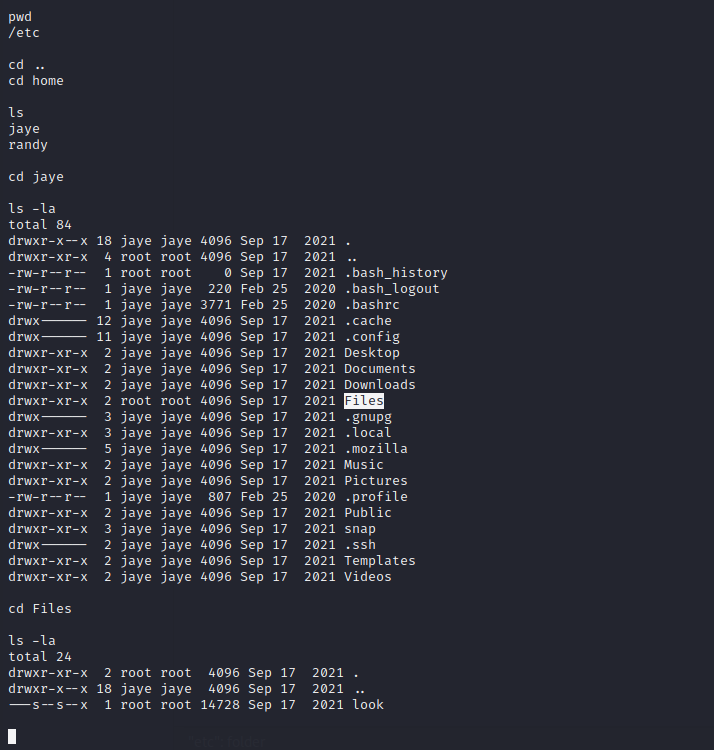 pwd
/etc
cd ..
cd home
ls
jaye
randy
cd jaye
ls -la
total 84
drwxr-x--x 18 jaye jaye 4096 Sep 17  2021 .
drwxr-xr-x  4 root root 4096 Sep 17  2021 ..
-rw-r--r--  1 root root    0 Sep 17  2021 .bash_history
-rw-r--r--  1 jaye jaye  220 Feb 25  2020 .bash_logout
-rw-r--r--  1 jaye jaye 3771 Feb 25  2020 .bashrc
drwx------ 12 jaye jaye 4096 Sep 17  2021 .cache
drwx------ 11 jaye jaye 4096 Sep 17  2021 .config
drwxr-xr-x  2 jaye jaye 4096 Sep 17  2021 Desktop
drwxr-xr-x  2 jaye jaye 4096 Sep 17  2021 Documents
drwxr-xr-x  2 jaye jaye 4096 Sep 17  2021 Downloads
drwxr-xr-x  2 root root 4096 Sep 17  2021 Files
drwx------  3 jaye jaye 4096 Sep 17  2021 .gnupg
drwxr-xr-x  3 jaye jaye 4096 Sep 17  2021 .local
drwx------  5 jaye jaye 4096 Sep 17  2021 .mozilla
drwxr-xr-x  2 jaye jaye 4096 Sep 17  2021 Music
drwxr-xr-x  2 jaye jaye 4096 Sep 17  2021 Pictures
-rw-r--r--  1 jaye jaye  807 Feb 25  2020 .profile
drwxr-xr-x  2 jaye jaye 4096 Sep 17  2021 Public
drwxr-xr-x  3 jaye jaye 4096 Sep 17  2021 snap
drwx------  2 jaye jaye 4096 Sep 17  2021 .ssh
drwxr-xr-x  2 jaye jaye 4096 Sep 17  2021 Templates
drwxr-xr-x  2 jaye jaye 4096 Sep 17  2021 Videos
cd Files
ls -la
total 24
drwxr-xr-x  2 root root  4096 Sep 17  2021 .
drwxr-x--x 18 jaye jaye  4096 Sep 17  2021 ..
---s--s--x  1 root root 14728 Sep 17  2021 look